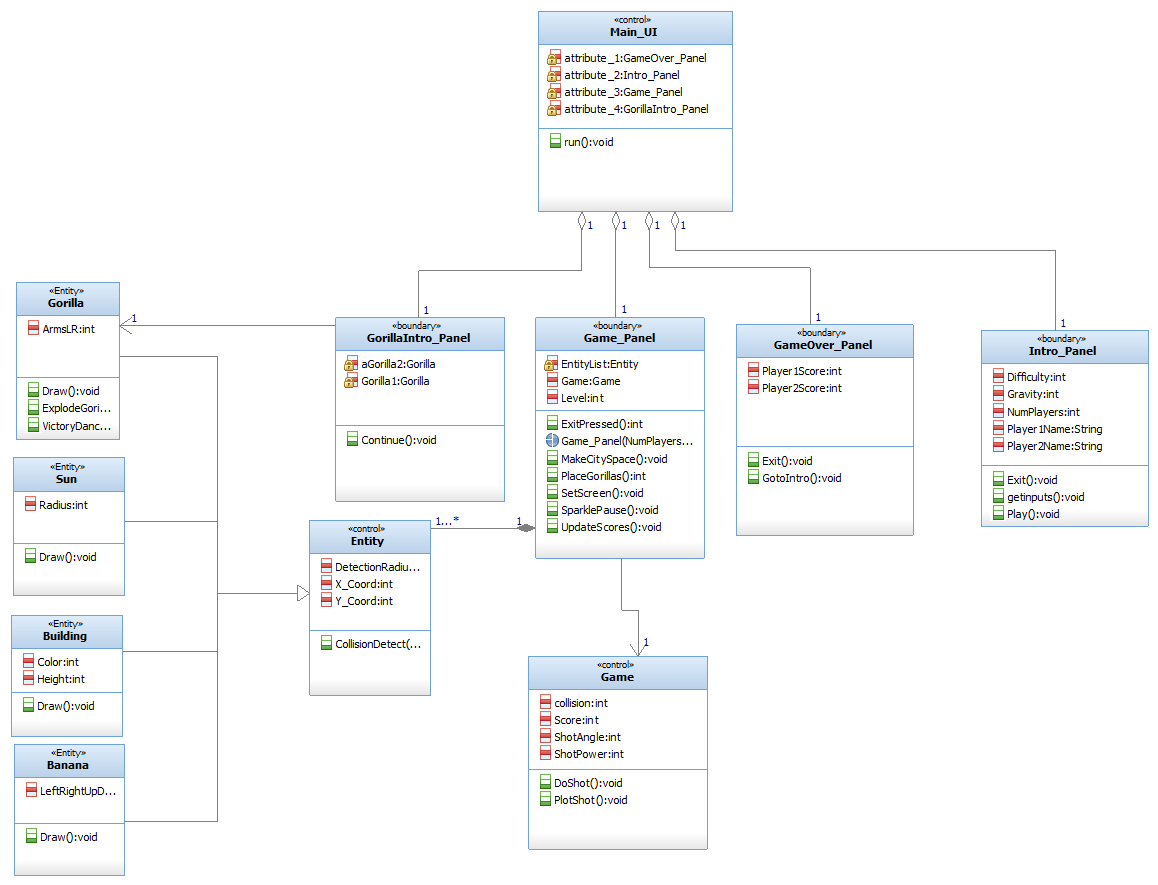 «control»
Main_UI
attribute_1:GameOver_Panel
attribute_2:Intro_Panel
attribute_3:Game_Panel
attribute_4:GorillaIntro_Panel
run():void
1
1
1
1
«Entity»
Gorilla
ArmsLR:int
Draw():void
ExplodeGori...
VictoryDanc...
1
1
«boundary»
GorillaIntro_Panel
aGorilla2:Gorilla
Gorilla1:Gorilla
Continue():void
1
«boundary»
Game_Panel
EntityList:Entity
Game:Game
Level:int
ExitPressed():int
Game_Panel(NumPlayers...
MakeCitySpace():void
PlaceGorillas():int
SetScreen():void
SparklePause():void
UpdateScores():void
1
«boundary»
GameOver_Panel
Player1Score:int
Player2Score:int
Exit():void
GotoIntro():void
1
«boundary»
Intro_Panel
Difficulty:int
Gravity:int
NumPlayers:int
Player1Name:String
Player2Name:String
Exit():void
getinputs():void
Play():void
«Entity»
Sun
Radius:int
Draw():void
1...*
1
«control»
Entity
DetectionRadiu...
X_Coord:int
Y_Coord:int
CollisionDetect(...
«Entity»
Building
Color:int
Height:int
Draw():void
1
«control»
Game
collision:int
Score:int
ShotAngle:int
ShotPower:int
DoShot():void
PlotShot():void
«Entity»
Banana
LeftRightUpD...
Draw():void